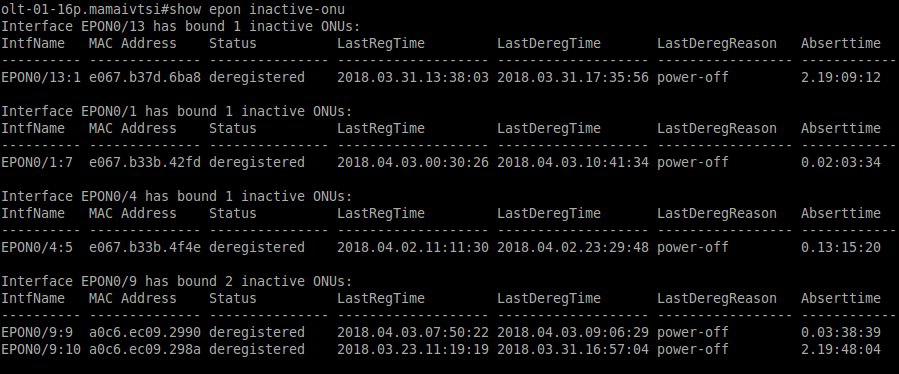 olt-01-16p.mamaivtsi#show epon inactive-onu
Interface EPON0/13 has bound 1 inactive ONUs:
IntfName   MAC Address    Status          LastRegTime         LastDeregTime       LastDeregReason   Abserttime
---------- -------------- --------------- ------------------- ------------------- ----------------- ------------
EPON0/13:1 e067.b37d.6ba8 deregistered    2018.03.31.13:38:03 2018.03.31.17:35:56 power-off         2.19:09:12
Interface EPON0/1 has bound 1 inactive ONUs:
IntfName   MAC Address    Status          LastRegTime         LastDeregTime       LastDeregReason   Abserttime
---------- -------------- --------------- ------------------- ------------------- ----------------- ------------
EPON0/1:7  e067.b33b.42fd deregistered    2018.04.03.00:30:26 2018.04.03.10:41:34 power-off         0.02:03:34
Interface EPON0/4 has bound 1 inactive ONUs:
IntfName   MAC Address    Status          LastRegTime         LastDeregTime       LastDeregReason   Abserttime
---------- -------------- --------------- ------------------- ------------------- ----------------- ------------
EPON0/4:5  e067.b33b.4f4e deregistered    2018.04.02.11:11:30 2018.04.02.23:29:48 power-off         0.13:15:20
Interface EPON0/9 has bound 2 inactive ONUs:
IntfName   MAC Address    Status          LastRegTime         LastDeregTime       LastDeregReason   Abserttime
---------- -------------- --------------- ------------------- ------------------- ----------------- ------------
EPON0/9:9  a0c6.ec09.2990 deregistered    2018.04.03.07:50:22 2018.04.03.09:06:29 power-off         0.03:38:39
EPON0/9:10 a0c6.ec09.298a deregistered    2018.03.23.11:19:19 2018.03.31.16:57:04 power-off         2.19:48:04